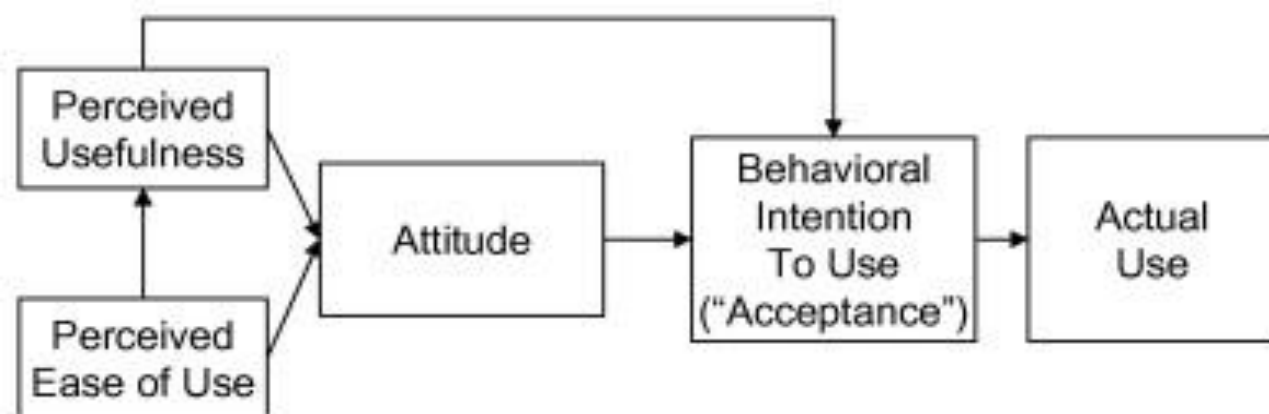 Perceived
Usefulness
Perceived
Ease of Use
Attitude
Behavioral
Intention
To Use
(“Acceptance”)
Actual
Use